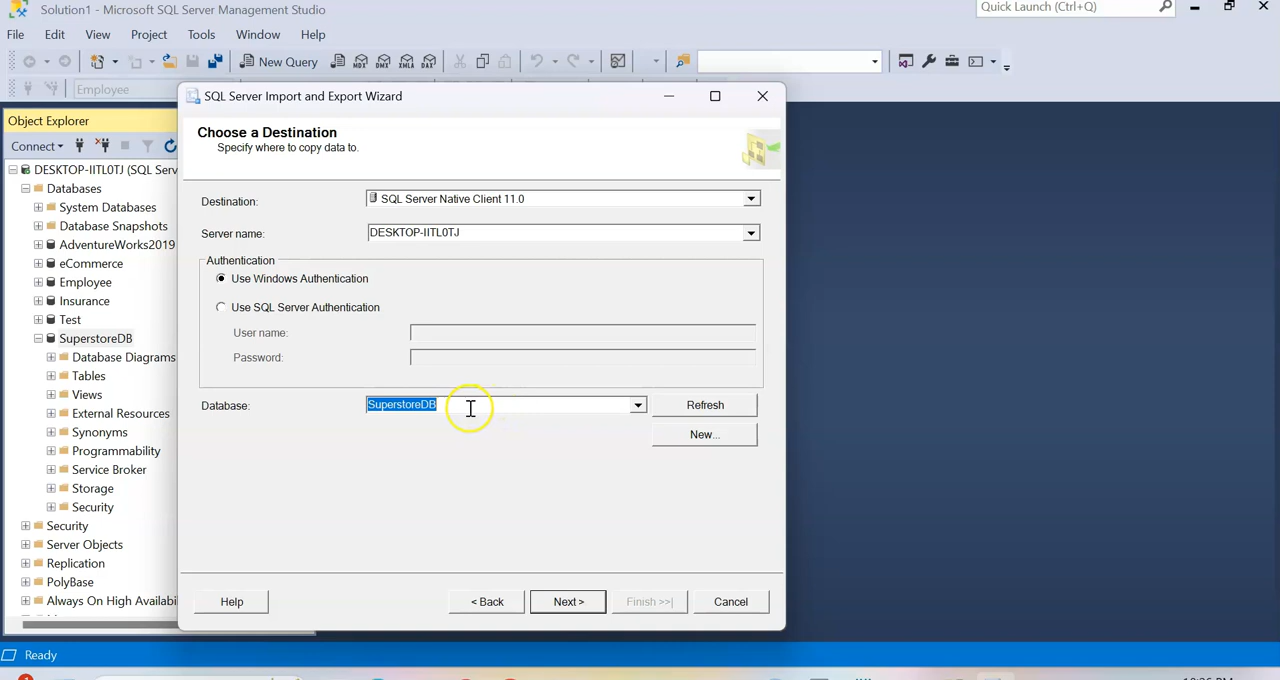 Solution1 - Microsoft SQL Server Management Studio
Quick Launch (Ctrl+Q)
File Edit View Project Tools Window Help
New Query MDX DMX XMLA DAX
Employee
SQL Server Import and Export Wizard
Object Explorer
Choose a Destination
Specify where to copy data to.
Connect
DESKTOP-IITL0TJ (SQL Serv
Databases
System Databases
Database Snapshots
AdventureWorks2019
eCommerce
Employee
Insurance
Test
SuperstoreDB
Database Diagrams
Tables
Views
External Resources
Synonyms
Programmability
Service Broker
Storage
Security
Security
Server Objects
Replication
PolyBase
Always On High Availabi
Destination: SQL Server Native Client 11.0
Server name: DESKTOP-IITL0TJ
Authentication
Use Windows Authentication
Use SQL Server Authentication
User name:
Password:
Database: SuperstoreDB Refresh
New...
Help < Back Next > Finish >>| Cancel
Ready